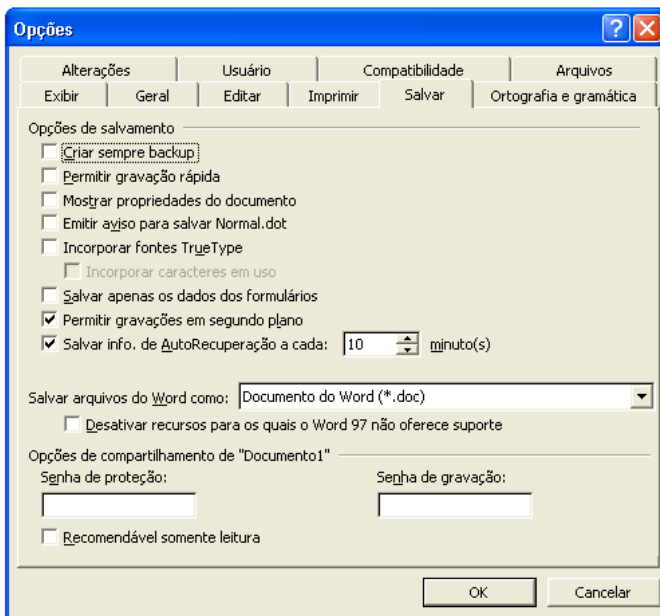 Opções
Alterações Usuário Compatibilidade Arquivos
Exibir Geral Editar Imprimir Salvar Ortografia e gramática
Opções de salvamento
Criar sempre backup
Permitir gravação rápida
Mostrar propriedades do documento
Emitir aviso para salvar Normal.dot
Incorporar fontes TrueType
Incorporar caracteres em uso
Salvar apenas os dados dos formulários
Permitir gravações em segundo plano
Salvar info. de AutoRecuperação a cada: 10 minuto(s)
Salvar arquivos do Word como: Documento do Word (*.doc)
Desativar recursos para os quais o Word 97 não oferece suporte
Opções de compartilhamento de "Documento1"
Senha de proteção: Senha de gravação:
Recomendável somente leitura
OK Cancelar